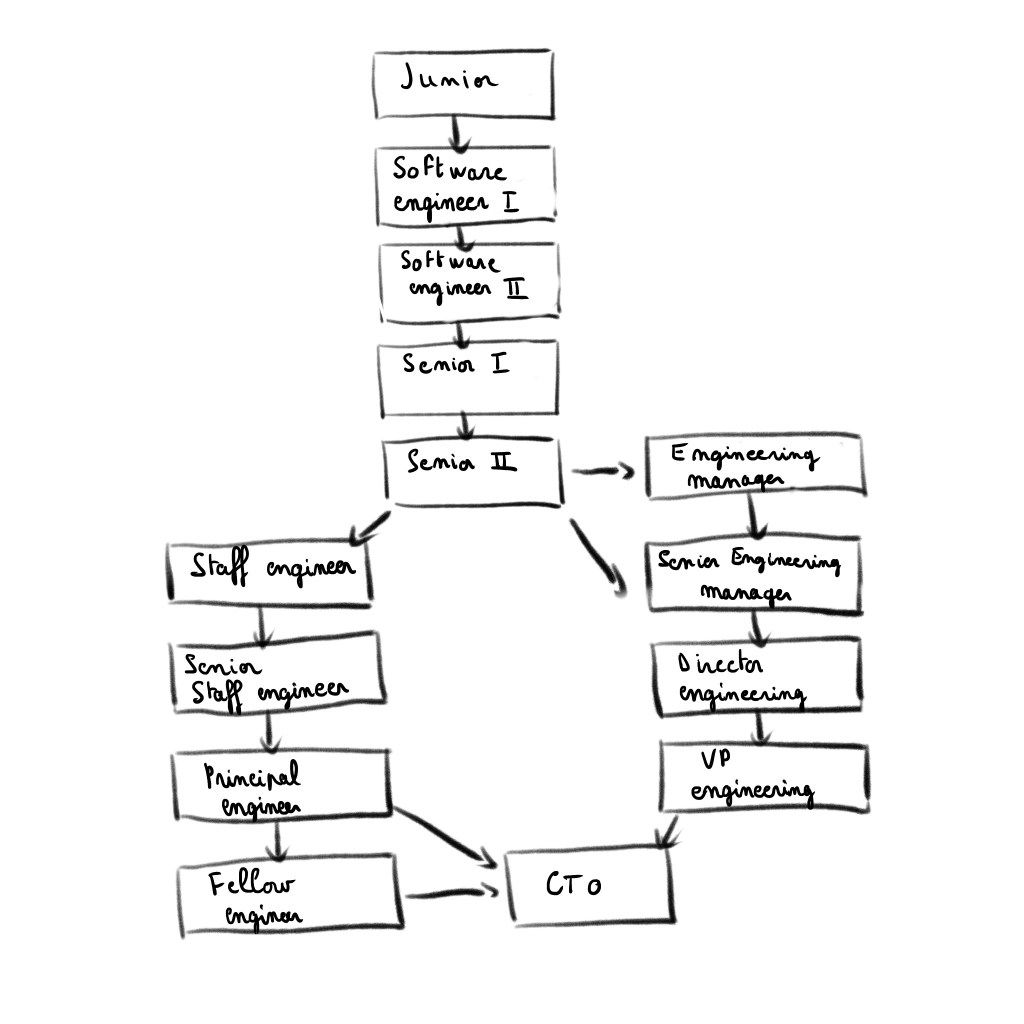 Junior
Software
engineer I
Software
engineer II
Senior I
Senior II
Engineering
manager
Staff engineer
Senior Engineering
manager
Senior
Staff engineer
Director
engineering
Principal
engineer
VP
engineering
Fellow
engineer
CTO